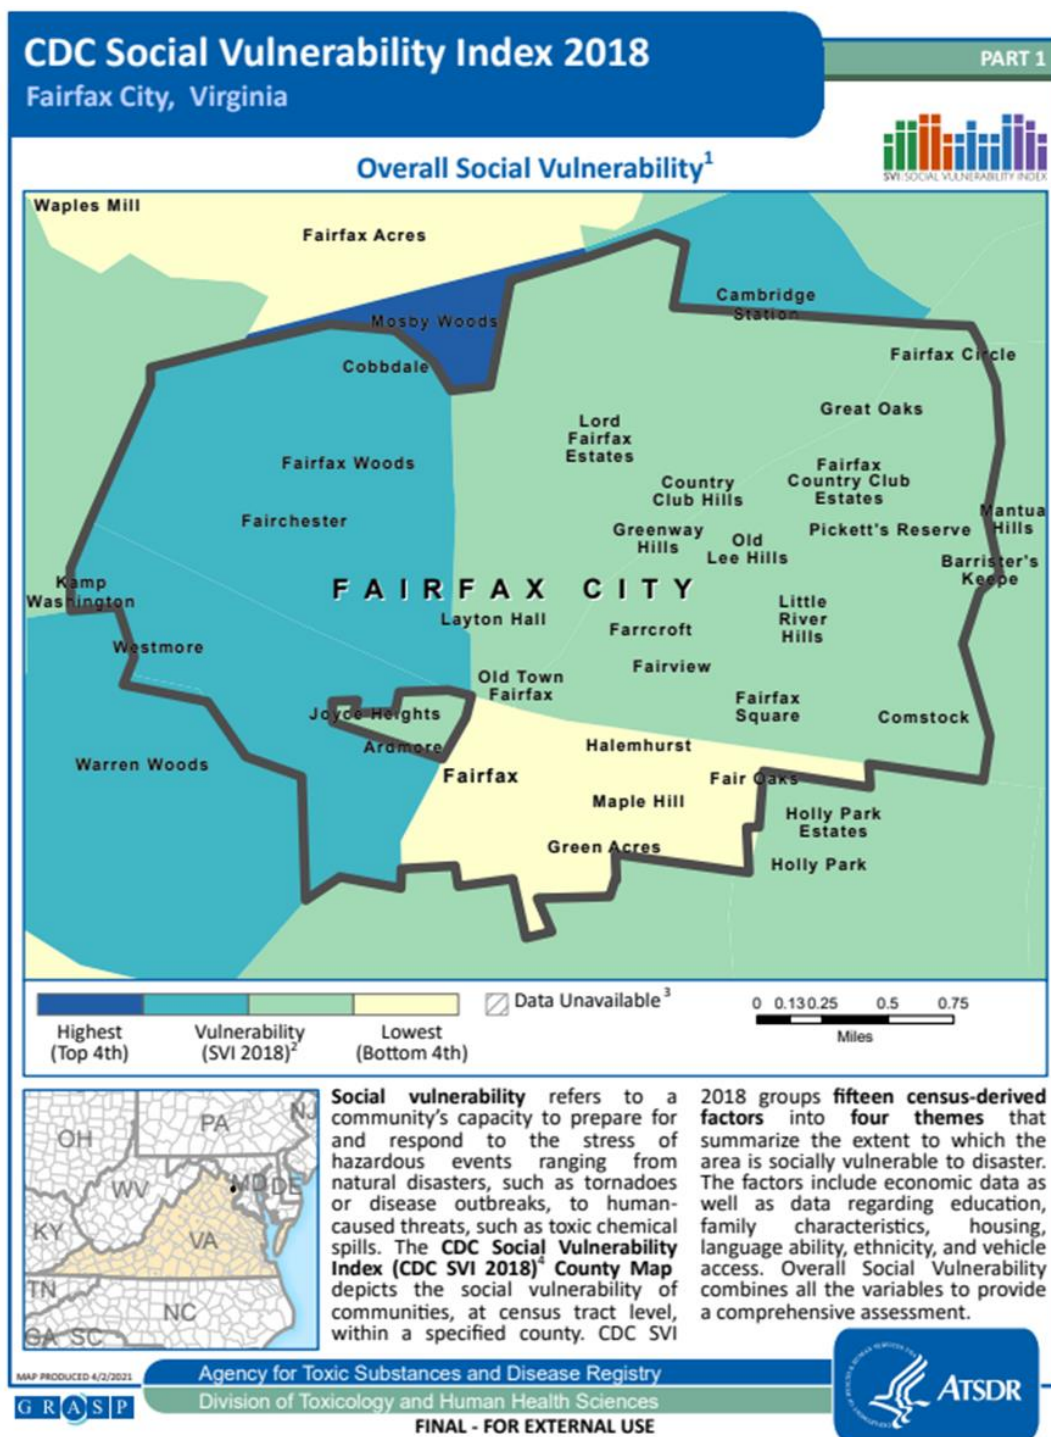 CDC Social Vulnerability Index 2018
Fairfax City, Virginia
PART 1
SVI SOCIAL VULNERABILITY INDEX
Overall Social Vulnerability1
Waples Mill
Fairfax Acres
Cambridge
Station
Mosby Woods
Fairfax Circle
Cobbdale
Great Oaks
Lord
Fairfax
Estates
Fairfax Woods
Fairfax
Country Club
Estates
Country
Club Hills
Fairchester
Mantua
Hills
Greenway
Hills
Old
Lee Hills
Pickett's Reserve
Barrister's
Keepe
Kamp
Washington
FAIRFAX CITY
Layton Hall
Little
River
Hills
Farrcroft
Westmore
Fairview
Old Town
Fairfax
Joyce Heights
Fairfax
Square
Comstock
Ardmore
Halemhurst
Warren Woods
Fairfax
Fair Oaks
Maple Hill
Holly Park
Estates
Green Acres
Holly Park
Highest
(Top 4th)
Vulnerability
(SVI 2018)2
Lowest
(Bottom 4th)
Data Unavailable3
0 0.130.25 0.5 0.75
Miles
OH
PA
NJ
WV
MD
DE
KY
VA
TN
NC
GA
SC
Social vulnerability refers to a
community's capacity to prepare for
and respond to the stress of
hazardous events ranging from
natural disasters, such as tornadoes
or disease outbreaks, to human-
caused threats, such as toxic chemical
spills. The CDC Social Vulnerability
Index (CDC SVI 2018)4 County Map
depicts the social vulnerability of
communities, at census tract level,
within a specified county. CDC SVI
2018 groups fifteen census-derived
factors into four themes that
summarize the extent to which the
area is socially vulnerable to disaster.
The factors include economic data as
well as data regarding education,
family characteristics, housing,
language ability, ethnicity, and vehicle
access. Overall Social Vulnerability
combines all the variables to provide
a comprehensive assessment.
MAP PRODUCED 4/2/2021
Agency for Toxic Substances and Disease Registry
GRASP
Division of Toxicology and Human Health Sciences
FINAL - FOR EXTERNAL USE
ATSDR